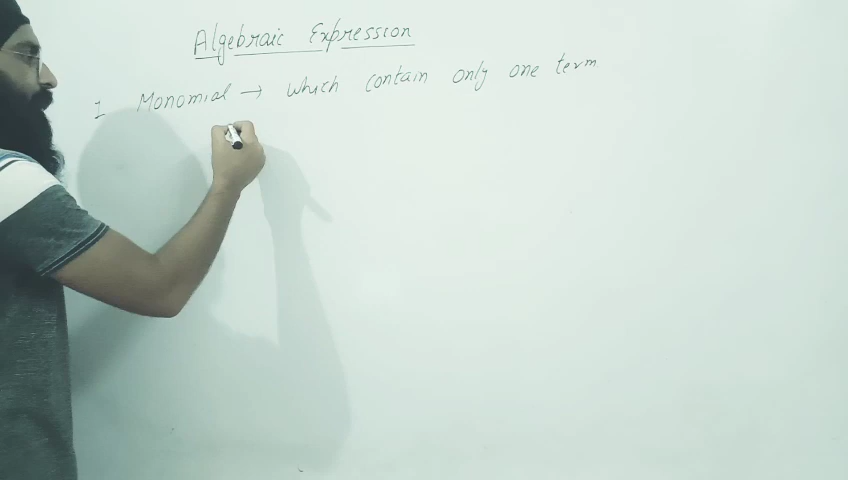 Algebraic Expression
1 Monomial → which contain only one term